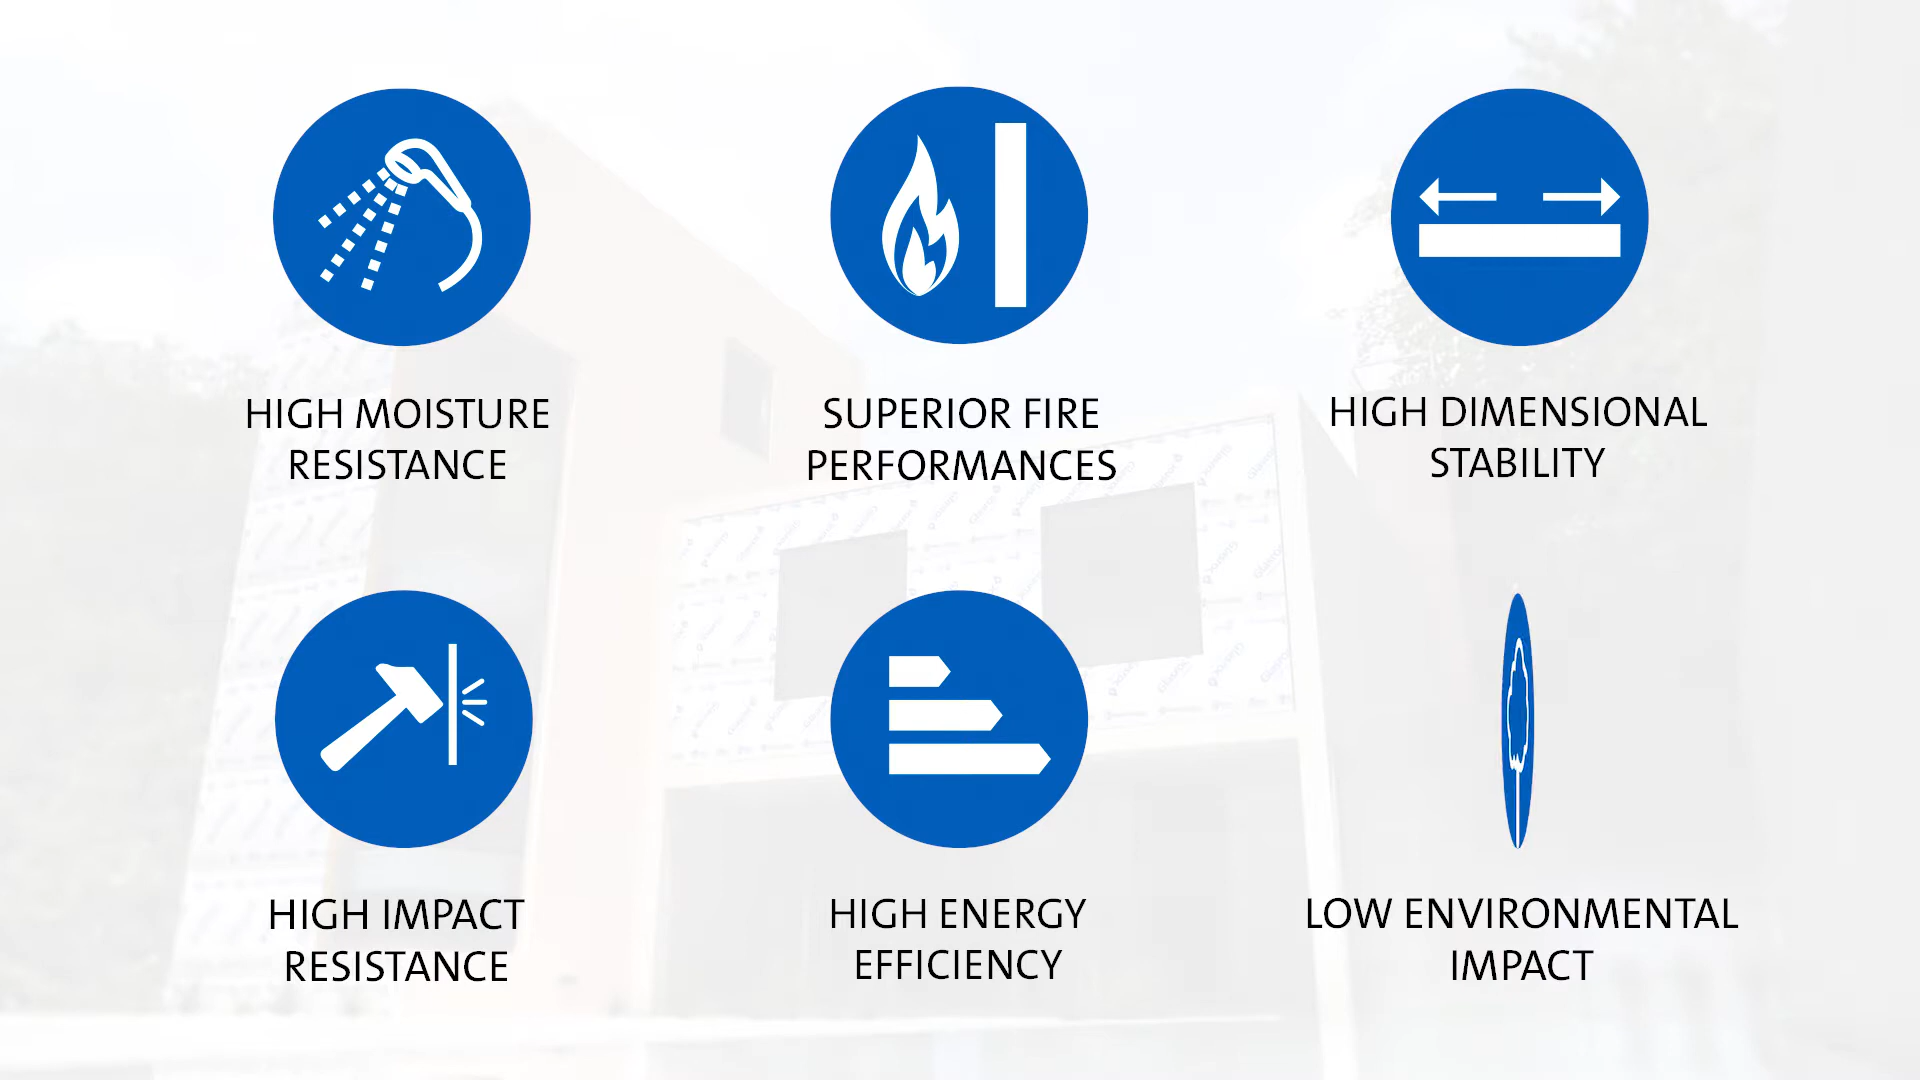 HIGH MOISTURE
RESISTANCE
SUPERIOR FIRE
PERFORMANCES
HIGH DIMENSIONAL
STABILITY
HIGH IMPACT
RESISTANCE
HIGH ENERGY
EFFICIENCY
LOW ENVIRONMENTAL
IMPACT